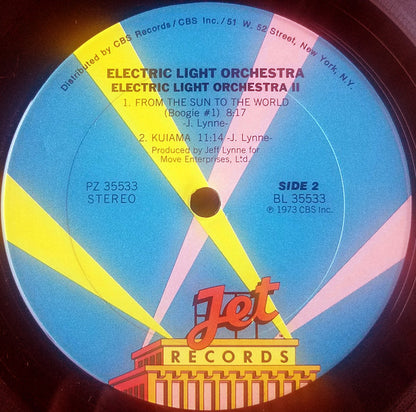 Distributed by CBS Records/CBS Inc./51 W. 52 Street, New York, N.Y.
ELECTRIC LIGHT ORCHESTRA
ELECTRIC LIGHT ORCHESTRA II
1. FROM THE SUN TO THE WORLD
(Boogie #1) 8:17
-J. Lynne-
2. KUIAMA 11:14 -J. Lynne-
Produced by Jeff Lynne for
Move Enterprises, Ltd.
PZ 35533
STEREO
SIDE 2
BL 35533
℗ 1973 CBS Inc.
Jet
RECORDS